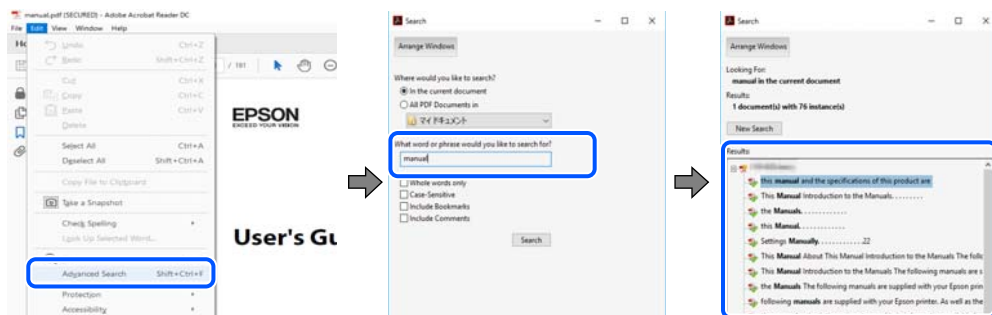 manual.pdf (SECURED) - Adobe Acrobat Reader DC
File Edit View Window Help
Undo Ctrl+Z
Redo Shift+Ctrl+Z
Cut Ctrl+X
Copy Ctrl+C
Paste Ctrl+V
Delete
Select All Ctrl+A
Deselect All Shift+Ctrl+A
Copy File to Clipboard
Take a Snapshot
Check Spelling
Look Up Selected Word...
Advanced Search Shift+Ctrl+F
Protection
Accessibility
/ 191
EPSON
EXCEED YOUR VISION
User's Gu
Search
Arrange Windows
Where would you like to search?
In the current document
All PDF Documents in
マイ ドキュメント
What word or phrase would you like to search for?
manual
Whole words only
Case-Sensitive
Include Bookmarks
Include Comments
Search
Search
Arrange Windows
Looking For:
manual in the current document
Results:
1 document(s) with 76 instance(s)
New Search
Results:
this manual and the specifications of this product are
This Manual Introduction to the Manuals. . . . . . . . .
the Manuals. . . . . . . . . . . . .
this Manual. . . . . . . . . . . . .
Settings Manually. . . . . . . . . . . . .22
This Manual About This Manual Introduction to the Manuals The follo
This Manual Introduction to the Manuals The following manuals are s
the Manuals The following manuals are supplied with your Epson prin
following manuals are supplied with your Epson printer. As well as the